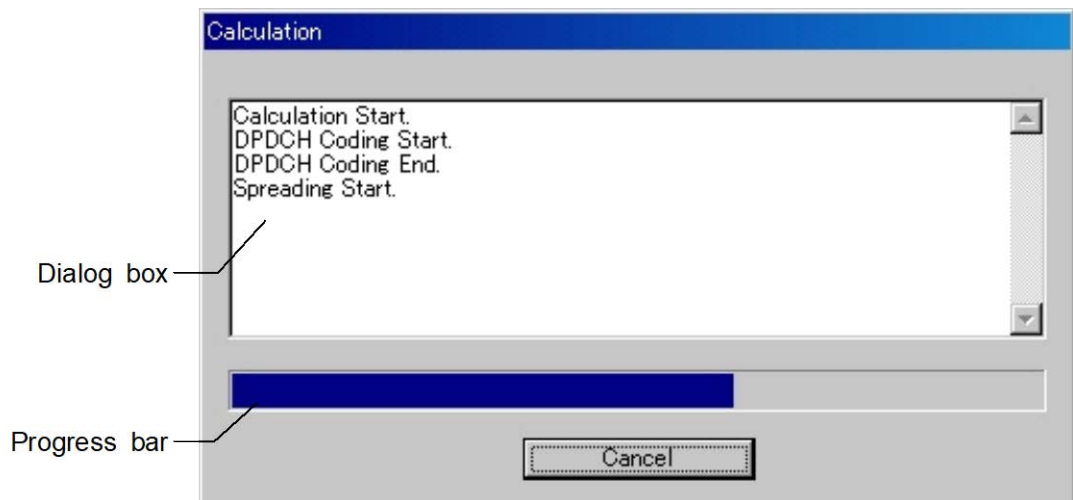 Calculation
Calculation Start.
DPDCH Coding Start.
DPDCH Coding End.
Spreading Start.
Dialog box
Progress bar
Cancel